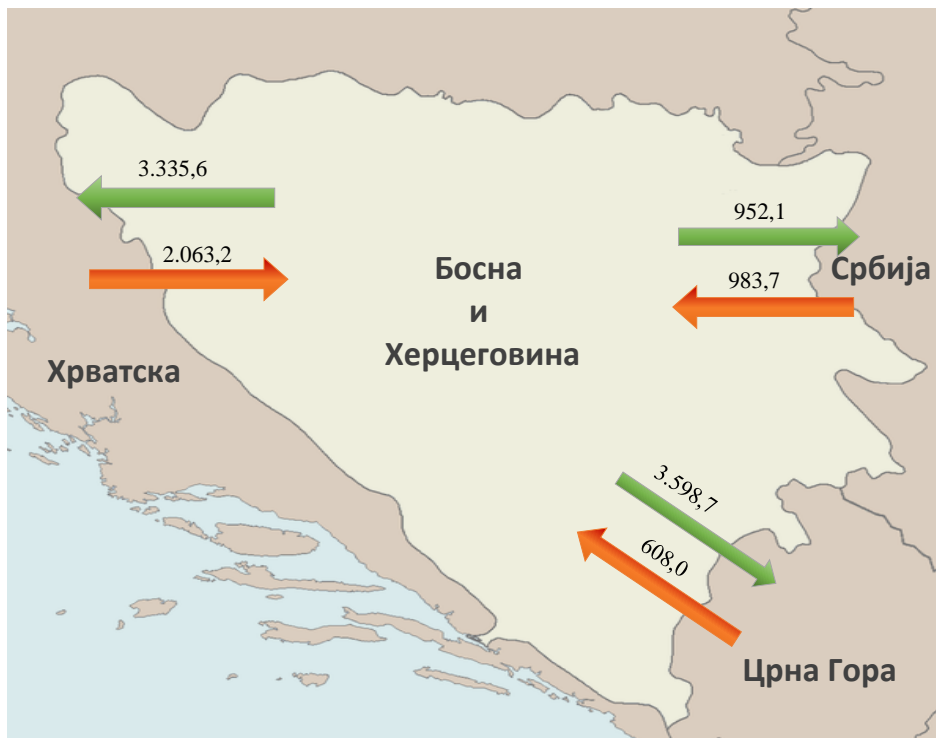 3.335,6
952,1
2.063,2
983,7
Босна
и
Херцеговина
Србија
Хрватска
3.598,7
608,0
Црна Гора